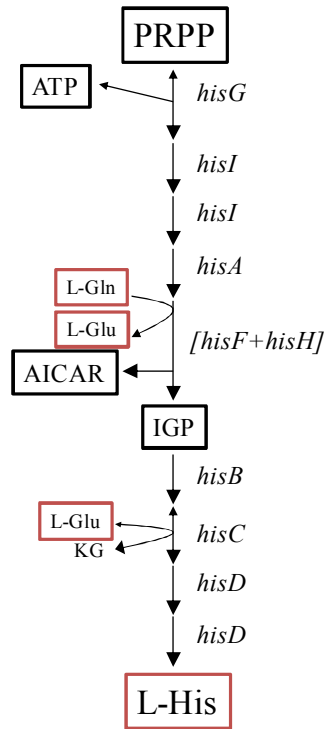 PRPP
ATP
hisG
hisI
hisI
hisA
L-Gln
L-Glu
[hisF+hisH]
AICAR
IGP
hisB
L-Glu
KG
hisC
hisD
hisD
L-His